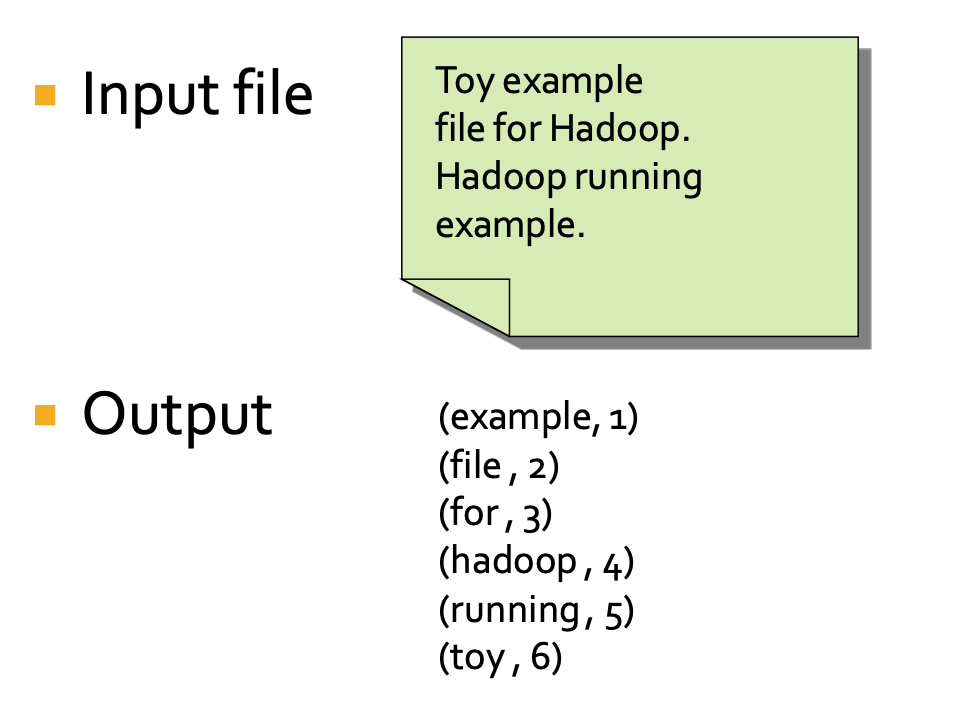 Input file
Toy example
file for Hadoop.
Hadoop running
example.
Output
(example, 1)
(file , 2)
(for , 3)
(hadoop , 4)
(running , 5)
(toy , 6)